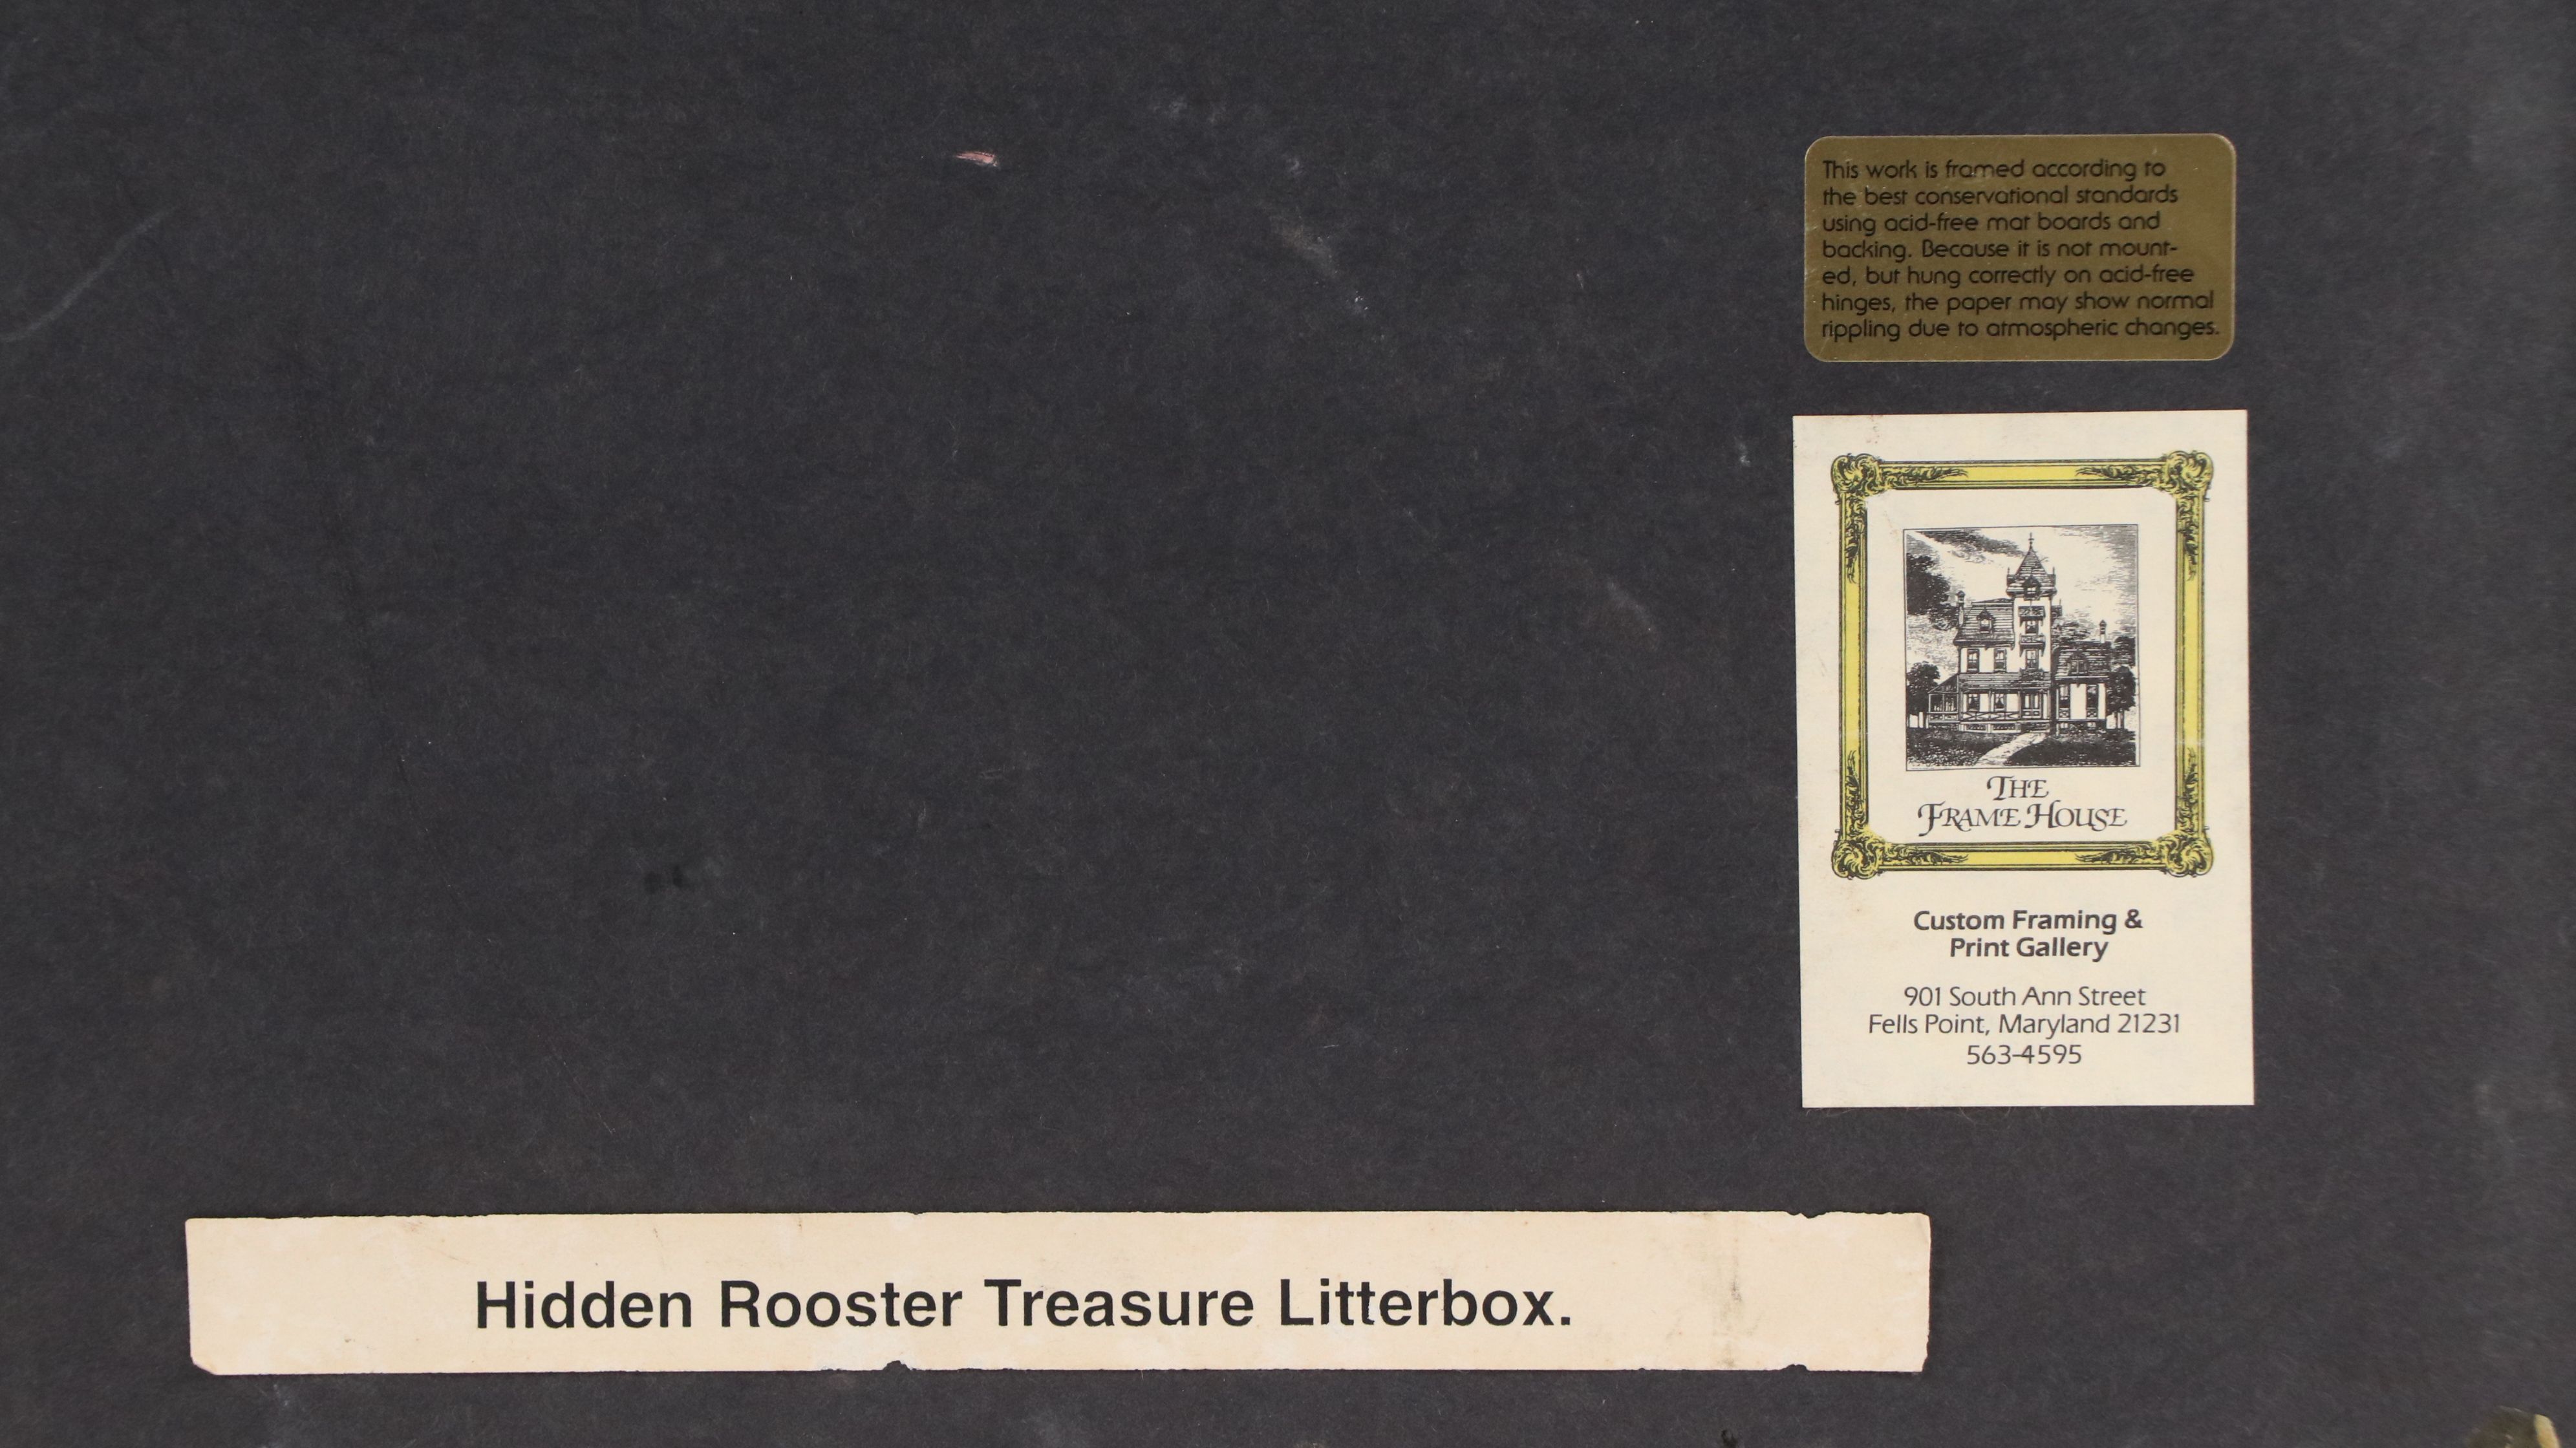 This work is framed according to
the best conservational standards
using acid-free mat boards and
backing. Because it is not mount-
ed, but hung correctly on acid-free
hinges, the paper may show normal
rippling due to atmospheric changes.
THE
FRAME HOUSE
Custom Framing &
Print Gallery
901 South Ann Street
Fells Point, Maryland 21231
563-4595
Hidden Rooster Treasure Litterbox.